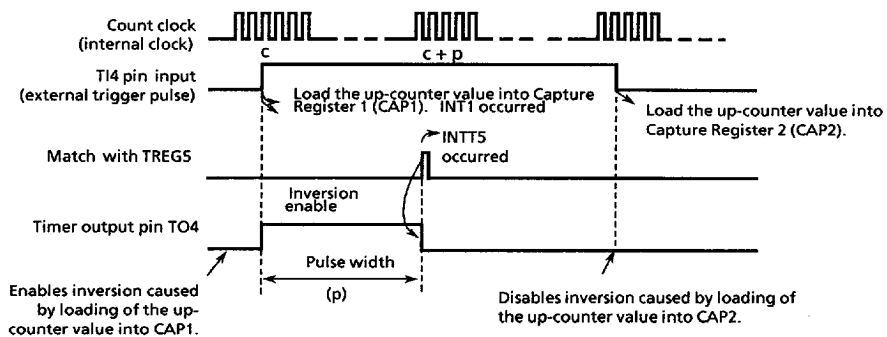 Count clock
(internal clock)
c
c + p
TI4 pin input
(external trigger pulse)
Load the up-counter value into Capture
Register 1 (CAP1). INT1 occurred
Load the up-counter value into
Capture Register 2 (CAP2).
INTT5
occurred
Match with TREG5
Inversion
enable
Timer output pin TO4
Pulse width
(p)
Enables inversion caused
by loading of the up-
counter value into CAP1.
Disables inversion caused by loading of
the up-counter value into CAP2.